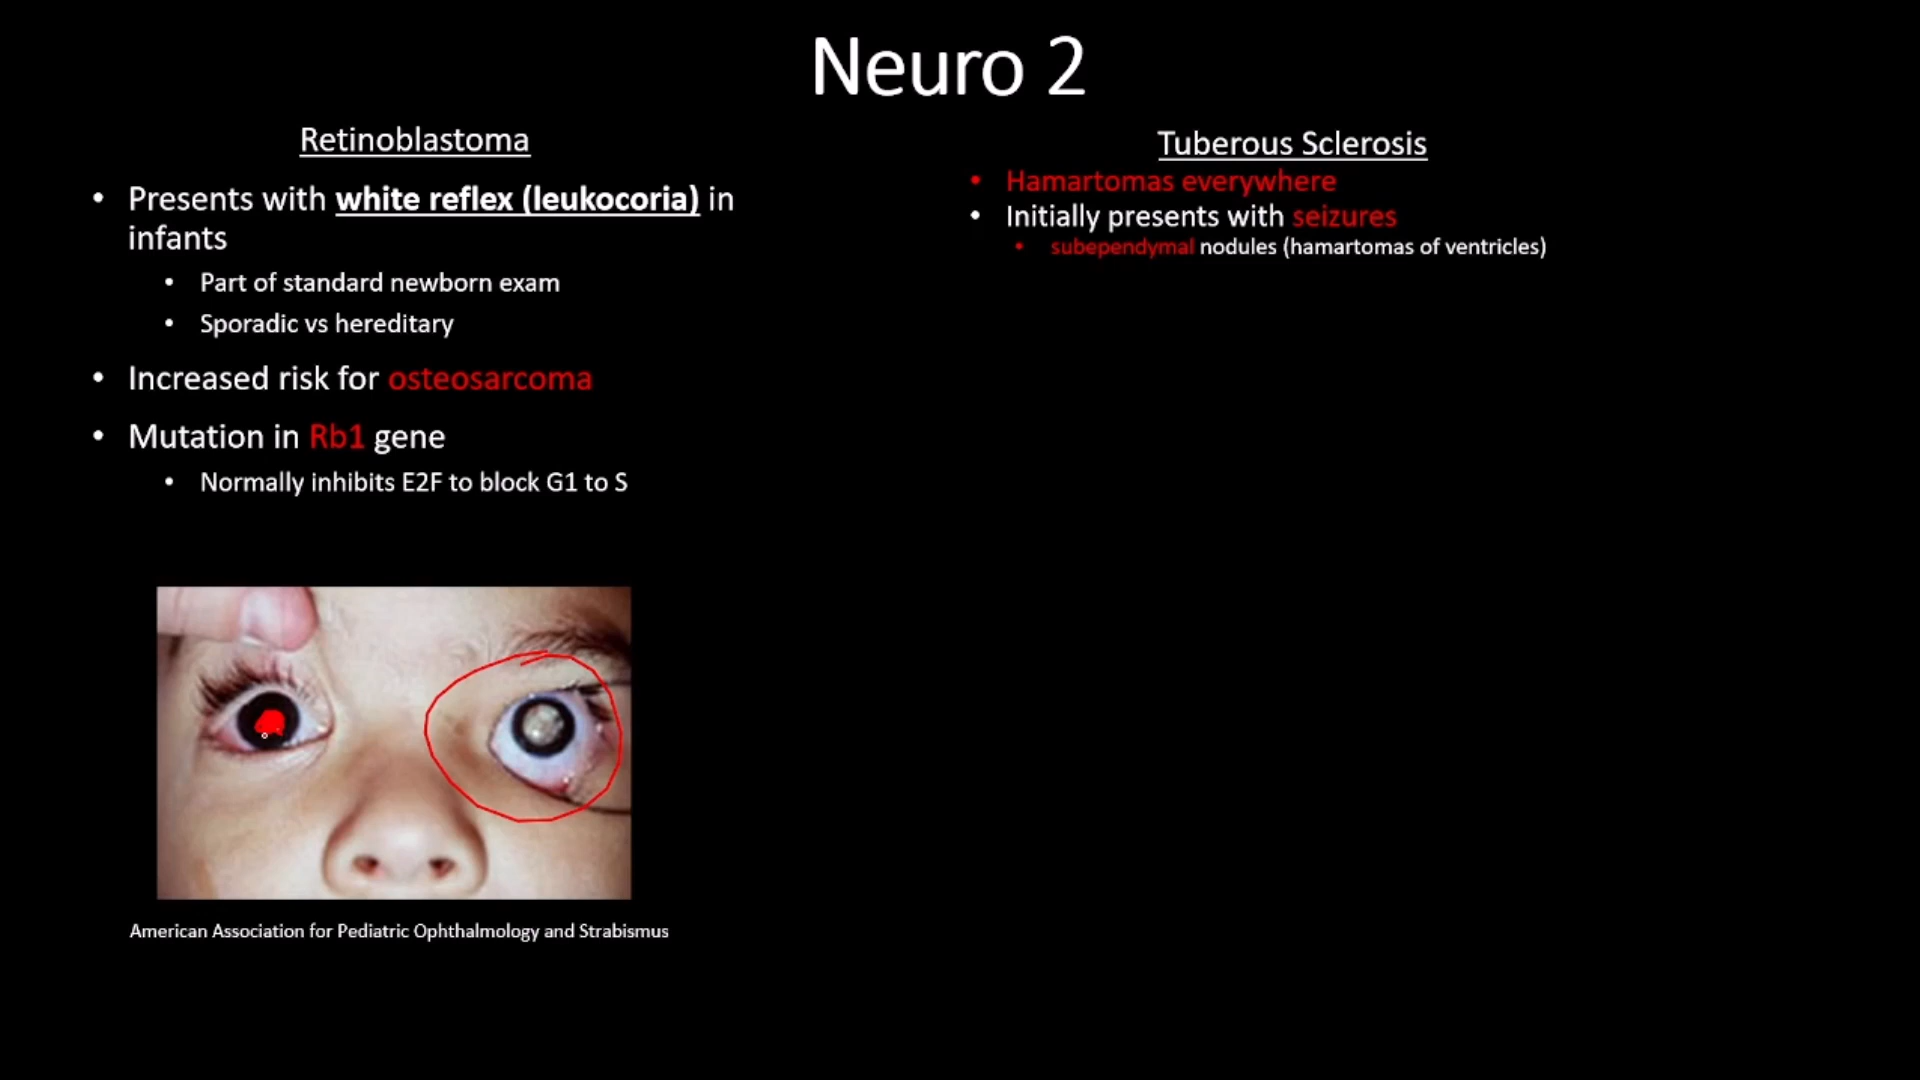 Neuro 2
Retinoblastoma
• Presents with white reflex (leukocoria) in
infants
• Part of standard newborn exam
• Sporadic vs hereditary
• Increased risk for osteosarcoma
• Mutation in Rb1 gene
• Normally inhibits E2F to block G1 to S
American Association for Pediatric Ophthalmology and Strabismus
Tuberous Sclerosis
• Hamartomas everywhere
• Initially presents with seizures
• subependymal nodules (hamartomas of ventricles)